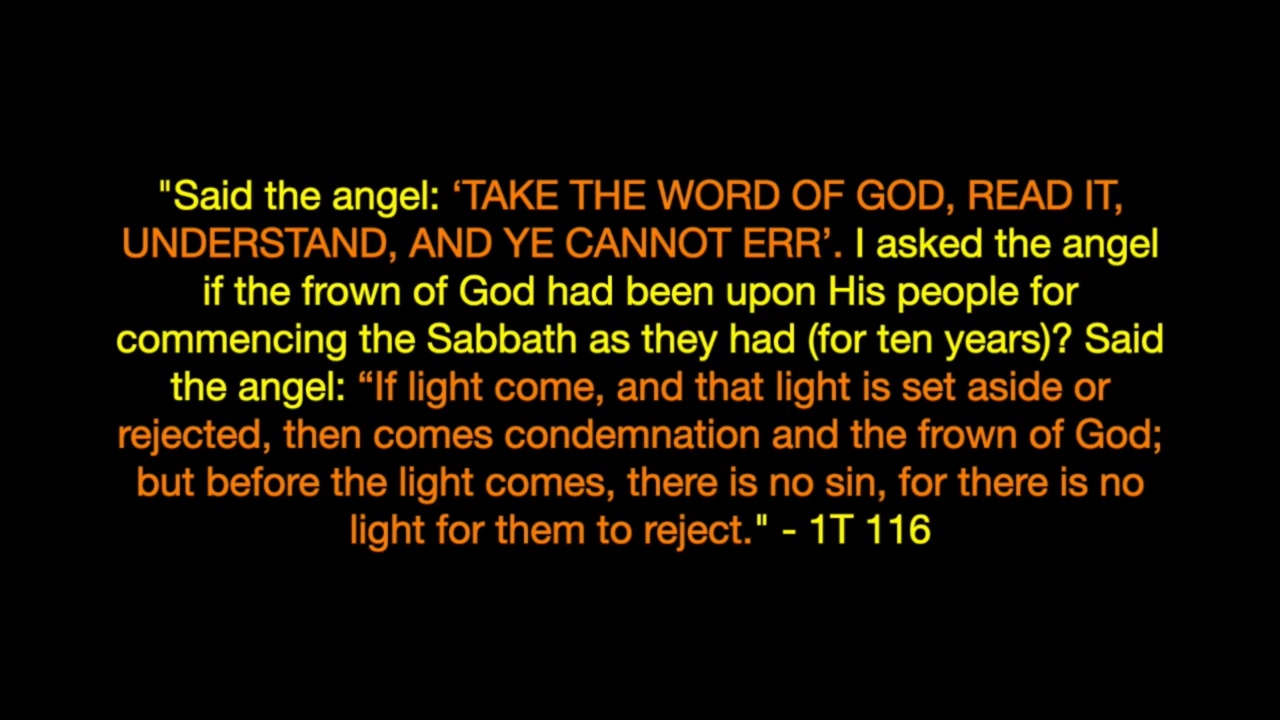 "Said the angel: ‘TAKE THE WORD OF GOD, READ IT,
UNDERSTAND, AND YE CANNOT ERR’. I asked the angel
if the frown of God had been upon His people for
commencing the Sabbath as they had (for ten years)? Said
the angel: “If light come, and that light is set aside or
rejected, then comes condemnation and the frown of God;
but before the light comes, there is no sin, for there is no
light for them to reject." - 1T 116